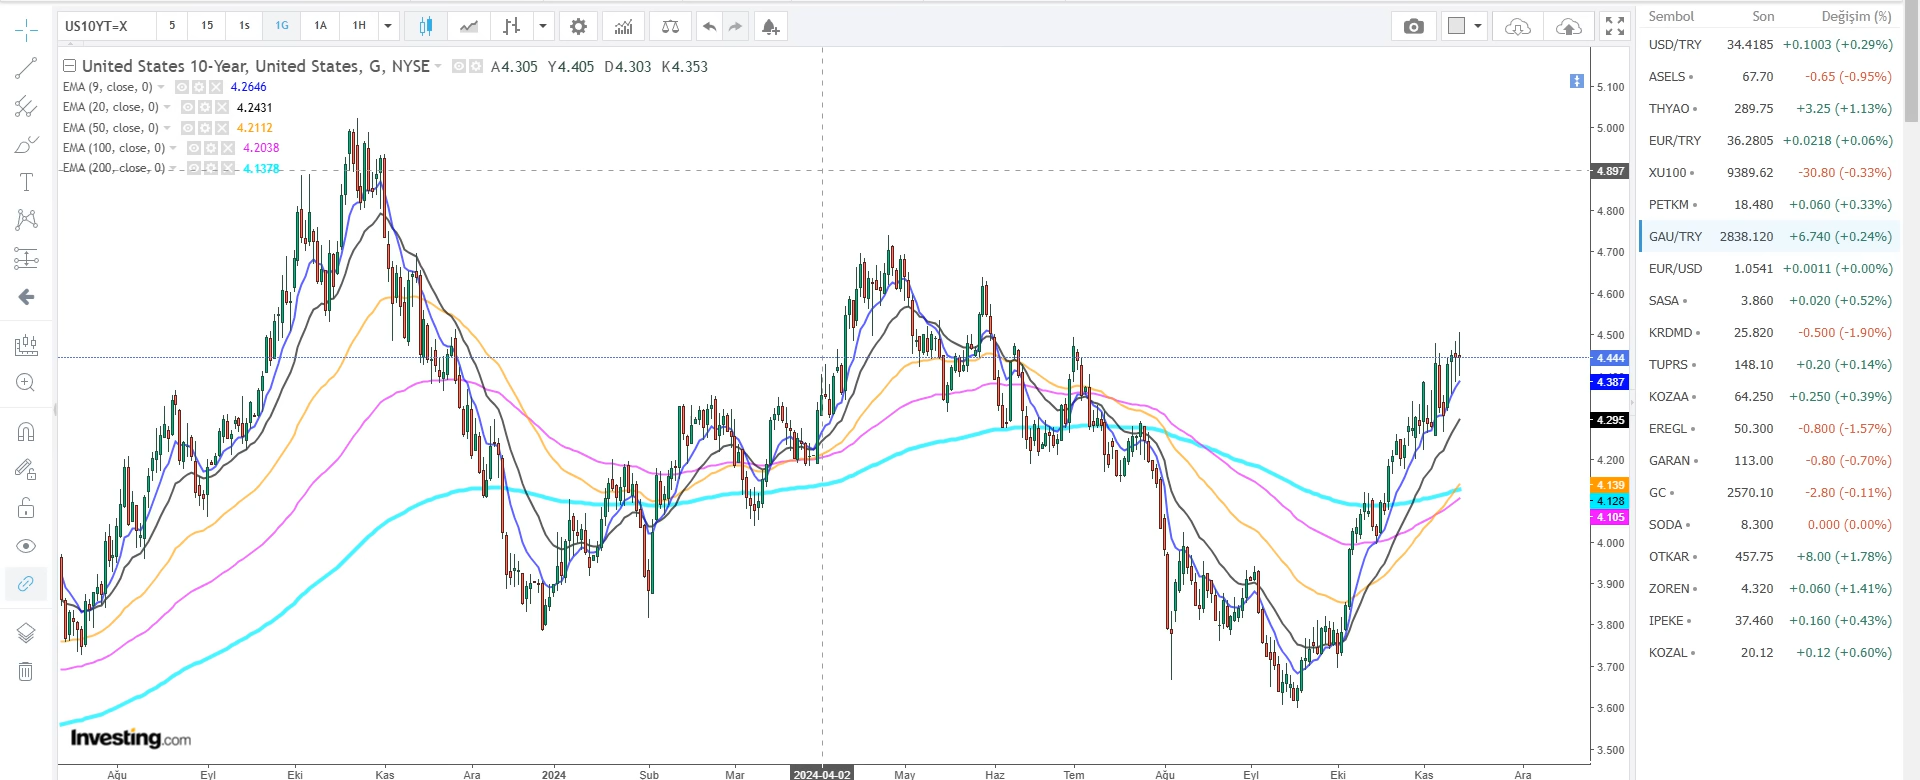 US10YT=X 5 15 1s 1G 1A 1H
United States 10-Year, United States, G, NYSE A4.305 Y4.405 D4.303 K4.353
EMA (9, close, 0) 4.2646
EMA (20, close, 0) 4.2431
EMA (50, close, 0) 4.2112
EMA (100, close, 0) 4.2038
EMA (200, close, 0) 4.1378
5.100
5.000
4.897
4.800
4.700
4.600
4.500
4.444
4.387
4.295
4.200
4.139
4.128
4.105
4.000
3.900
3.800
3.700
3.600
3.500
Investing.com
Ağu Eyl Eki Kas Ara 2024 Şub Mar 2024-04-02 May Haz Tem Ağu Eyl Eki Kas Ara
Sembol Son Değişim (%)
USD/TRY 34.4185 +0.1003 (+0.29%)
ASELS 67.70 -0.65 (-0.95%)
THYAO 289.75 +3.25 (+1.13%)
EUR/TRY 36.2805 +0.0218 (+0.06%)
XU100 9389.62 -30.80 (-0.33%)
PETKM 18.480 +0.060 (+0.33%)
GAU/TRY 2838.120 +6.740 (+0.24%)
EUR/USD 1.0541 +0.0011 (+0.00%)
SASA 3.860 +0.020 (+0.52%)
KRDMD 25.820 -0.500 (-1.90%)
TUPRS 148.10 +0.20 (+0.14%)
KOZAA 64.250 +0.250 (+0.39%)
EREGL 50.300 -0.800 (-1.57%)
GARAN 113.00 -0.80 (-0.70%)
GC 2570.10 -2.80 (-0.11%)
SODA 8.300 0.000 (0.00%)
OTKAR 457.75 +8.00 (+1.78%)
ZOREN 4.320 +0.060 (+1.41%)
IPEKE 37.460 +0.160 (+0.43%)
KOZAL 20.12 +0.12 (+0.60%)